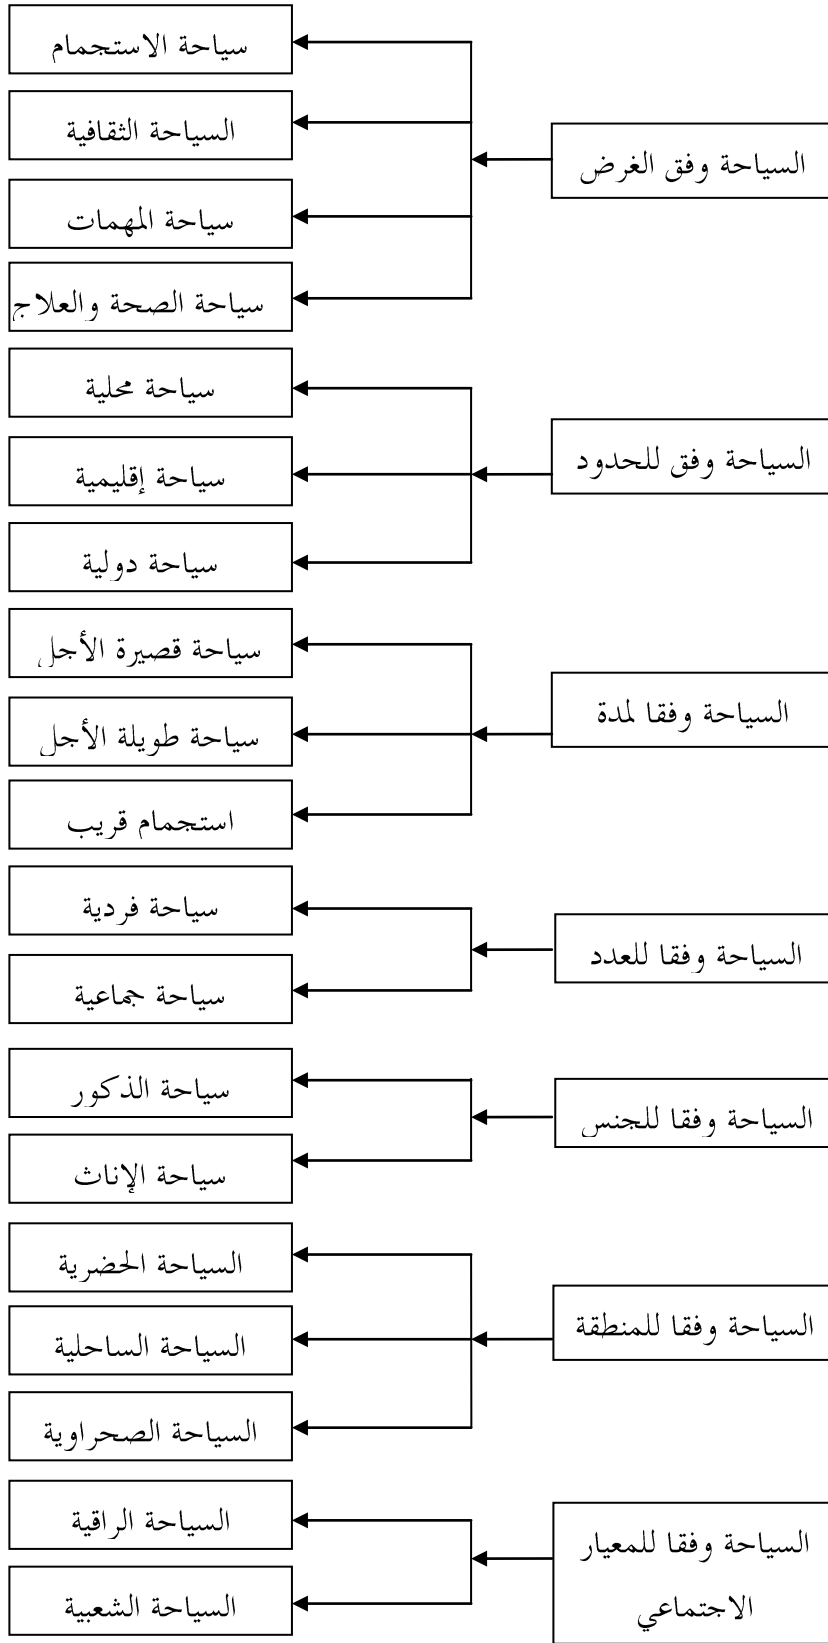 السياحة وفق الغرض
سياحة الاستجمام
السياحة الثقافية
سياحة المهمات
سياحة الصحة والعلاج
السياحة وفق للحدود
سياحة محلية
سياحة إقليمية
سياحة دولية
السياحة وفقا لمدة
سياحة قصيرة الأجل
سياحة طويلة الأجل
استجمام قريب
السياحة وفقا للعدد
سياحة فردية
سياحة جماعية
السياحة وفقا للجنس
سياحة الذكور
سياحة الإناث
السياحة وفقا للمنطقة
السياحة الحضرية
السياحة الساحلية
السياحة الصحراوية
السياحة وفقا للمعيار
الاجتماعي
السياحة الراقية
السياحة الشعبية